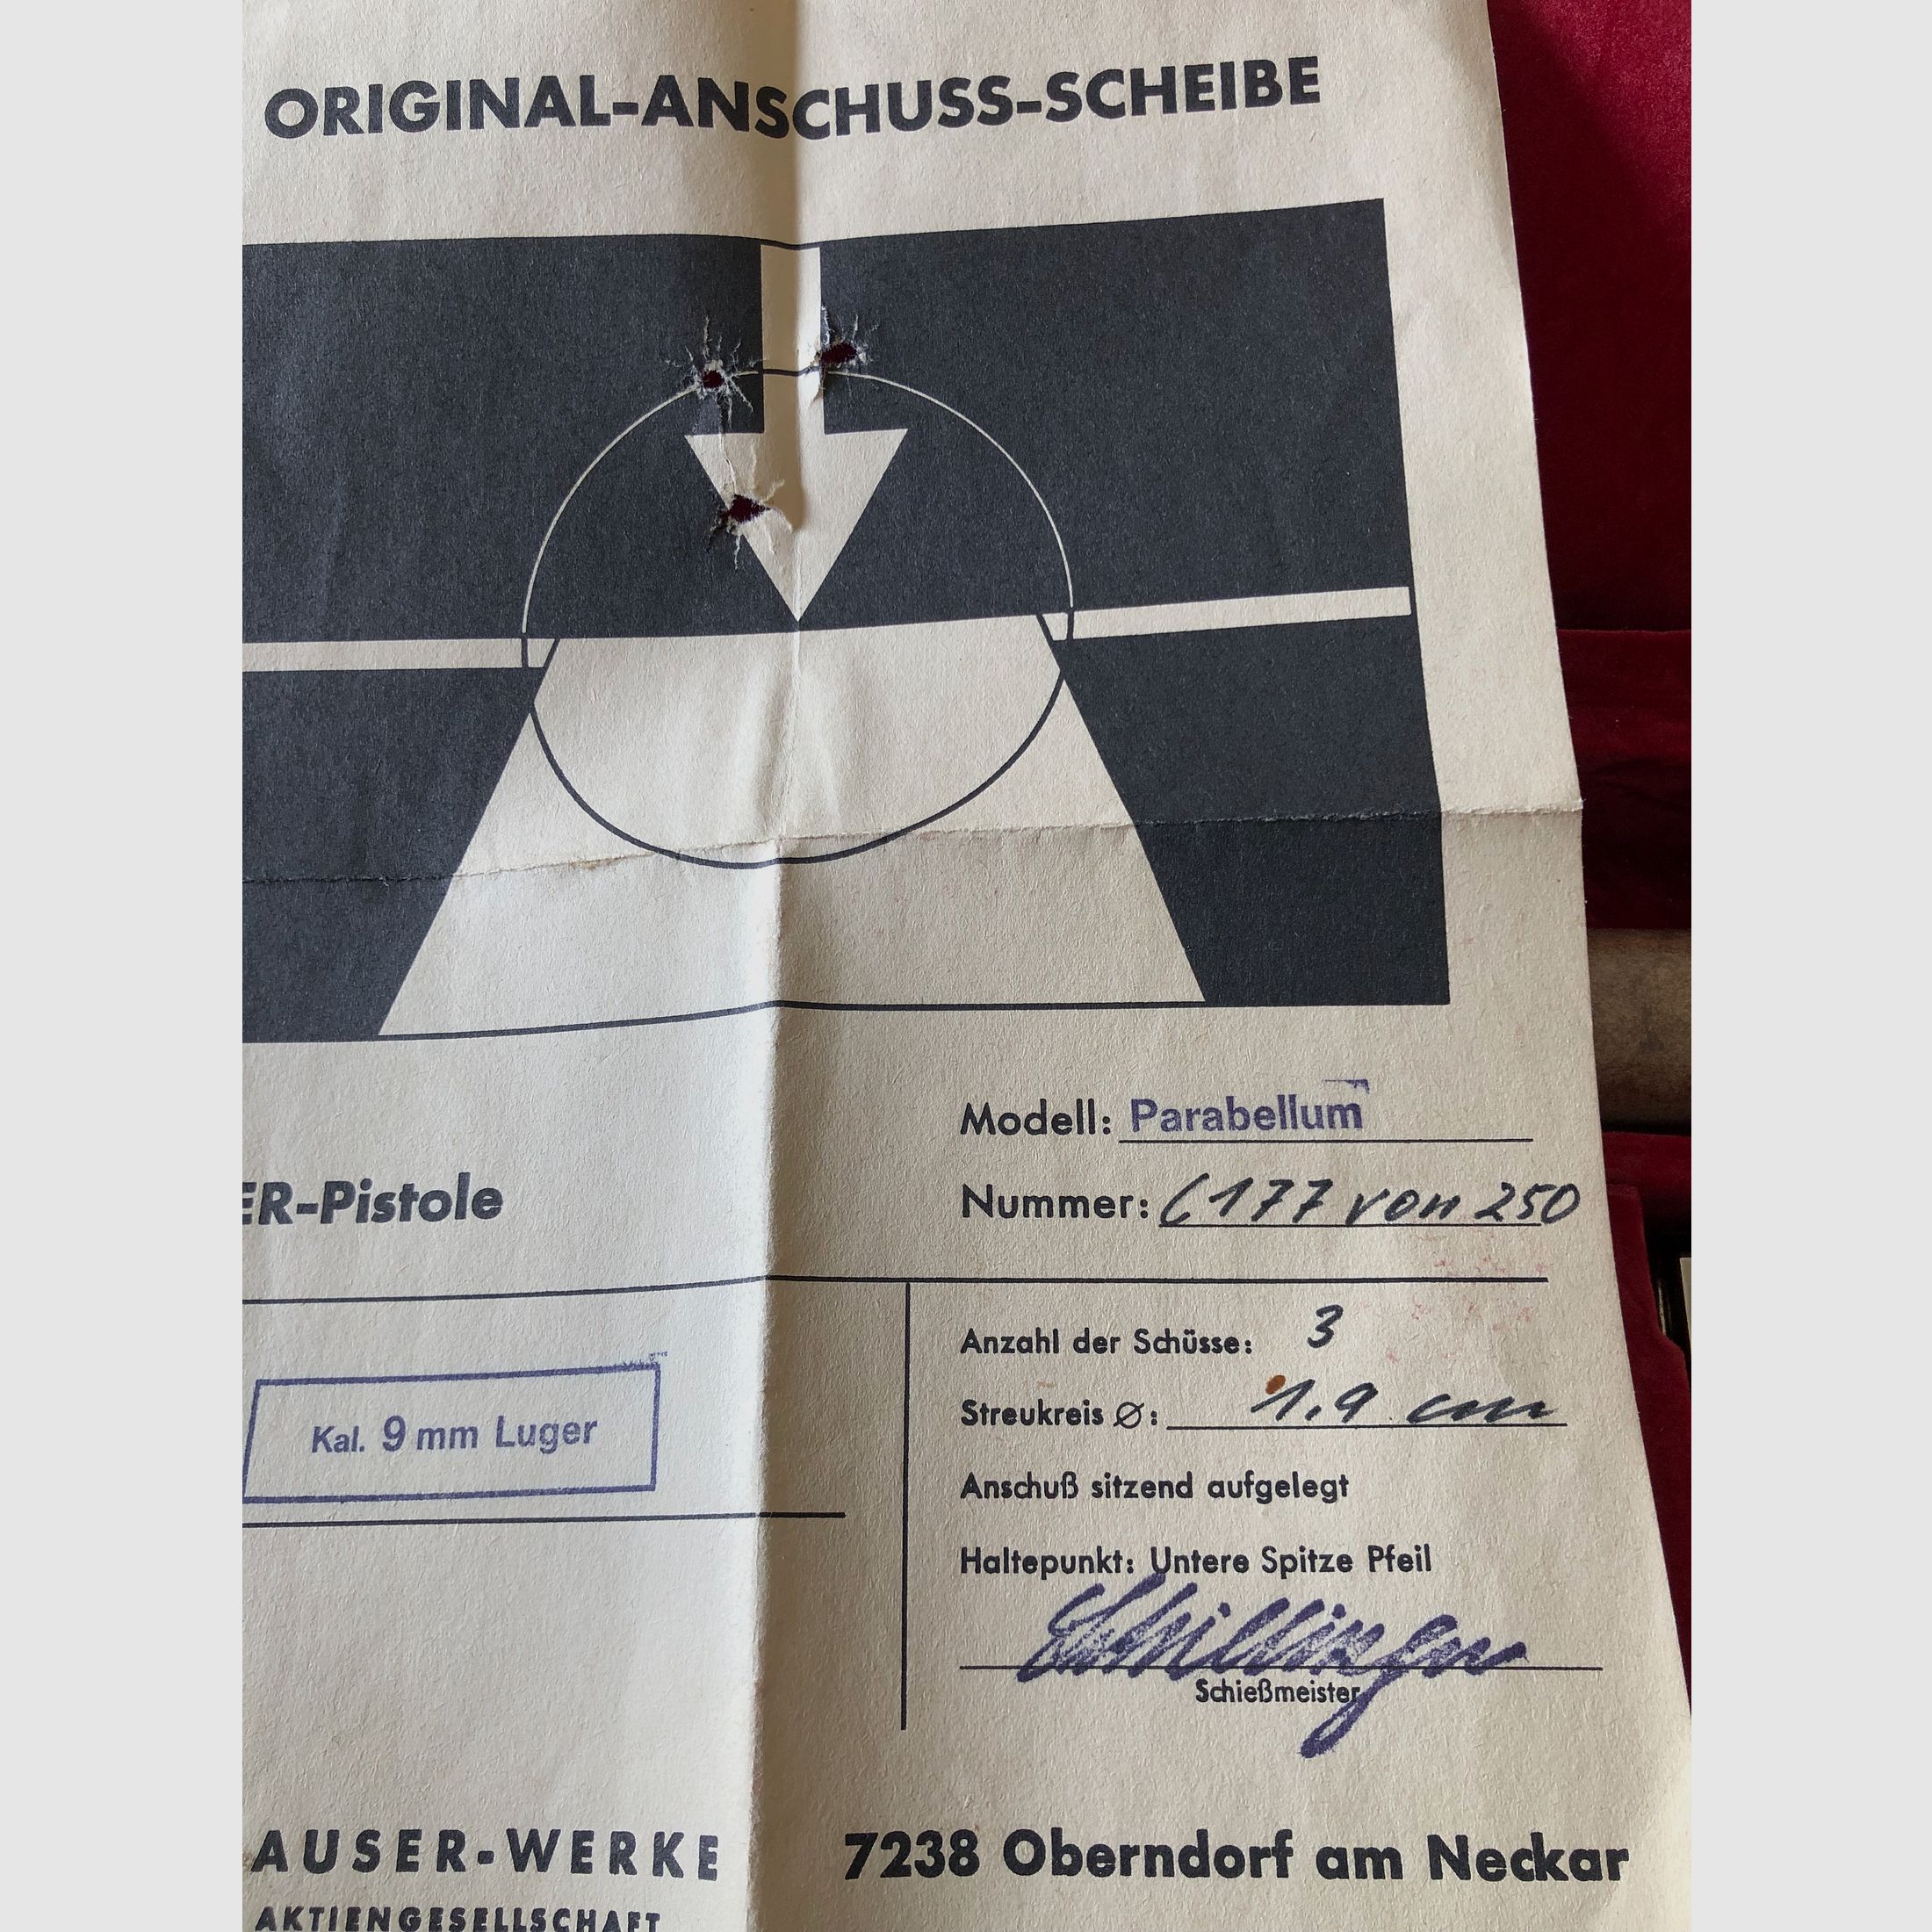 ORIGINAL-ANSCHUSS-SCHEIBE
Modell: Parabellum
ER-Pistole
Nummer: 177 von 250
Anzahl der Schüsse: 3
Streukreis Ø: 1,9 cm
Kal. 9 mm Luger
Anschuß sitzend aufgelegt
Haltepunkt: Untere Spitze Pfeil
Schießmeister
AUSER-WERKE
AKTIENGESELLSCHAFT
7238 Oberndorf am Neckar